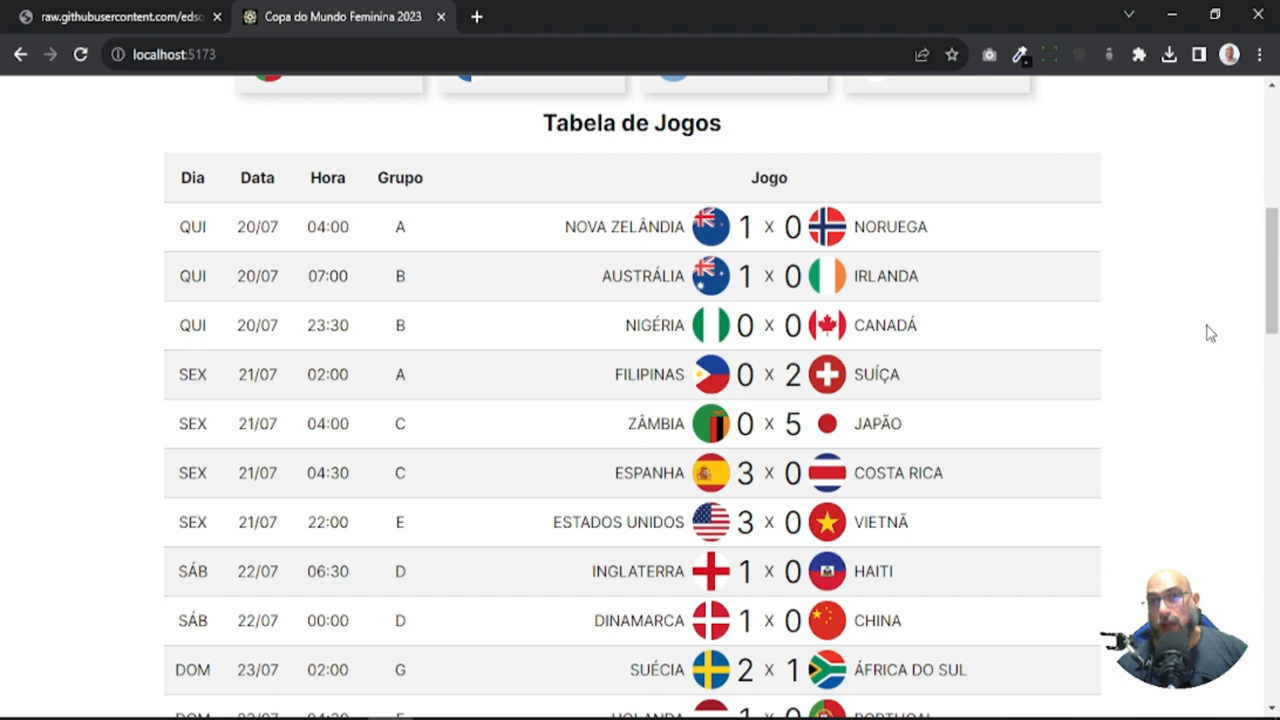 raw.githubusercontent.com/edso
Copa do Mundo Feminina 2023
localhost:5173
Tabela de Jogos
Dia Data Hora Grupo Jogo
QUI 20/07 04:00 A NOVA ZELÂNDIA 1 X 0 NORUEGA
QUI 20/07 07:00 B AUSTRÁLIA 1 X 0 IRLANDA
QUI 20/07 23:30 B NIGÉRIA 0 X 0 CANADÁ
SEX 21/07 02:00 A FILIPINAS 0 X 2 SUÍÇA
SEX 21/07 04:00 C ZÂMBIA 0 X 5 JAPÃO
SEX 21/07 04:30 C ESPANHA 3 X 0 COSTA RICA
SEX 21/07 22:00 E ESTADOS UNIDOS 3 X 0 VIETNÃ
SÁB 22/07 06:30 D INGLATERRA 1 X 0 HAITI
SÁB 22/07 00:00 D DINAMARCA 1 X 0 CHINA
DOM 23/07 02:00 G SUÉCIA 2 X 1 ÁFRICA DO SUL